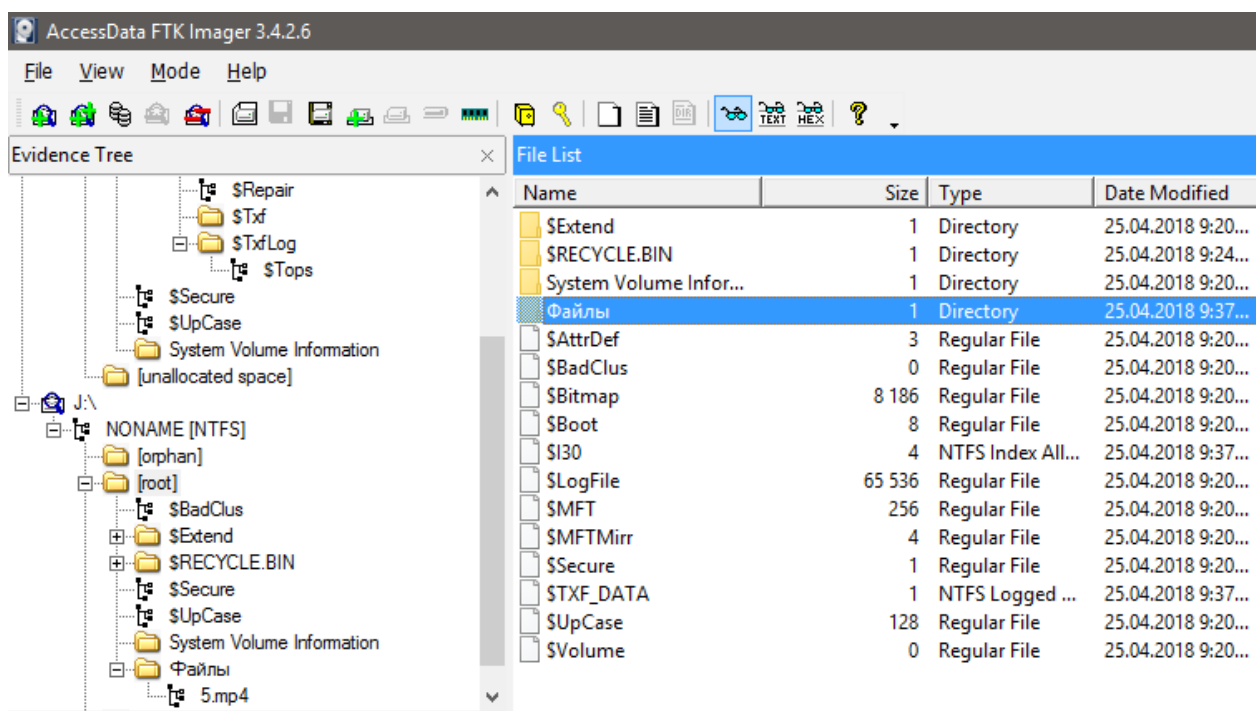 AccessData FTK Imager 3.4.2.6
File View Mode Help
DIR TEXT HEX
Evidence Tree
$Repair
$Txf
$TxfLog
$Tops
$Secure
$UpCase
System Volume Information
[unallocated space]
J:\
NONAME [NTFS]
[orphan]
[root]
$BadClus
$Extend
$RECYCLE.BIN
$Secure
$UpCase
System Volume Information
Файлы
5.mp4
File List
Name Size Type Date Modified
$Extend 1 Directory 25.04.2018 9:20...
$RECYCLE.BIN 1 Directory 25.04.2018 9:24...
System Volume Infor... 1 Directory 25.04.2018 9:20...
Файлы 1 Directory 25.04.2018 9:37...
$AttrDef 3 Regular File 25.04.2018 9:20...
$BadClus 0 Regular File 25.04.2018 9:20...
$Bitmap 8 186 Regular File 25.04.2018 9:20...
$Boot 8 Regular File 25.04.2018 9:20...
$I30 4 NTFS Index All... 25.04.2018 9:37...
$LogFile 65 536 Regular File 25.04.2018 9:20...
$MFT 256 Regular File 25.04.2018 9:20...
$MFTMirr 4 Regular File 25.04.2018 9:20...
$Secure 1 Regular File 25.04.2018 9:20...
$TXF_DATA 1 NTFS Logged ... 25.04.2018 9:37...
$UpCase 128 Regular File 25.04.2018 9:20...
$Volume 0 Regular File 25.04.2018 9:20...